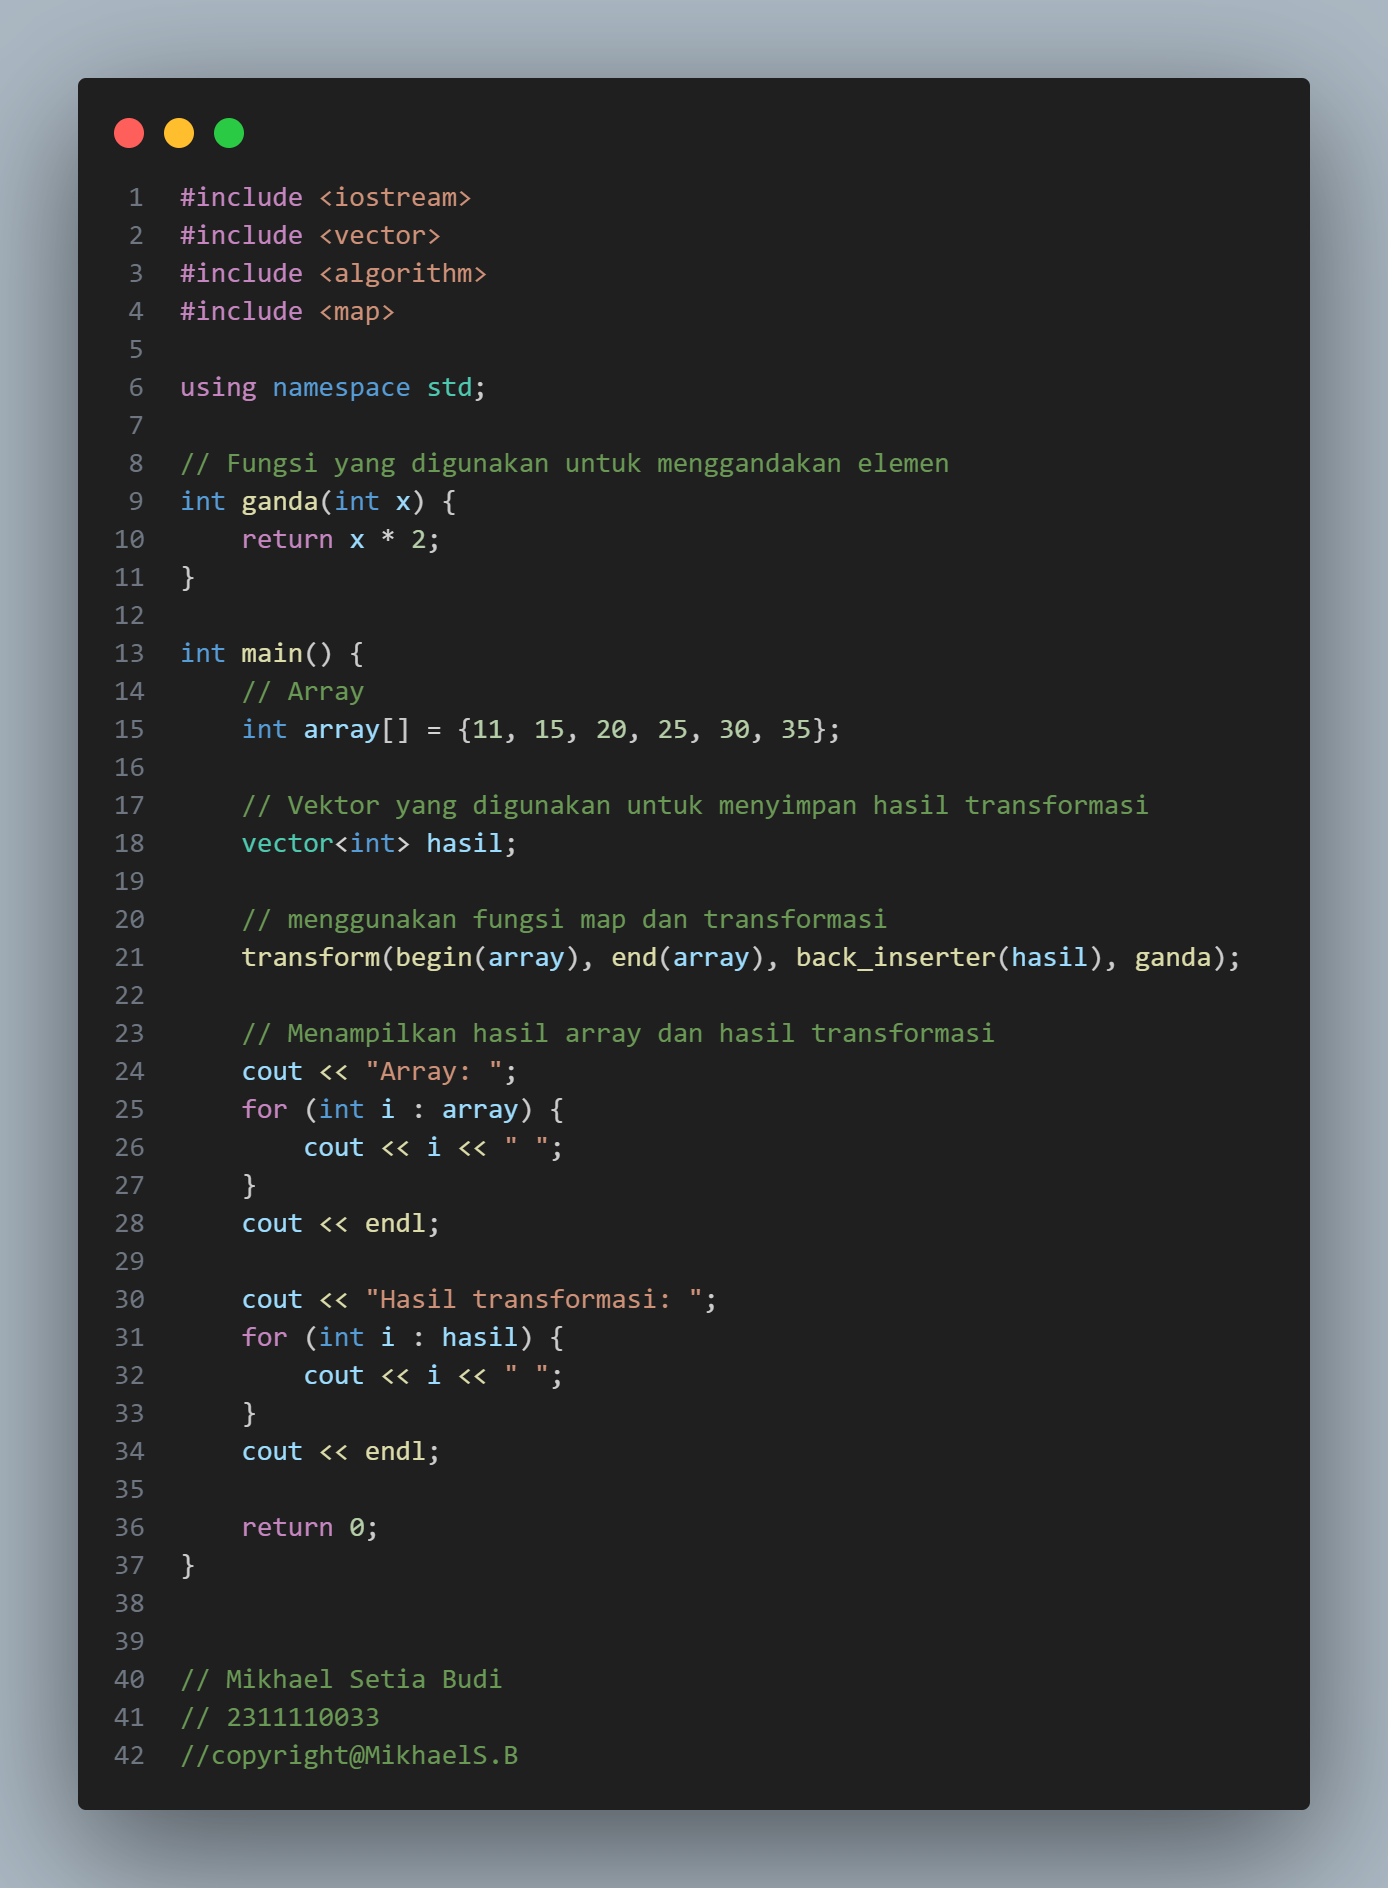 1 #include <iostream>
2 #include <vector>
3 #include <algorithm>
4 #include <map>
5
6 using namespace std;
7
8 // Fungsi yang digunakan untuk menggandakan elemen
9 int ganda(int x) {
10     return x * 2;
11 }
12
13 int main() {
14     // Array
15     int array[] = {11, 15, 20, 25, 30, 35};
16
17     // Vektor yang digunakan untuk menyimpan hasil transformasi
18     vector<int> hasil;
19
20     // menggunakan fungsi map dan transformasi
21     transform(begin(array), end(array), back_inserter(hasil), ganda);
22
23     // Menampilkan hasil array dan hasil transformasi
24     cout << "Array: ";
25     for (int i : array) {
26         cout << i << " ";
27     }
28     cout << endl;
29
30     cout << "Hasil transformasi: ";
31     for (int i : hasil) {
32         cout << i << " ";
33     }
34     cout << endl;
35
36     return 0;
37 }
38
39
40 // Mikhael Setia Budi
41 // 2311110033
42 //copyright@MikhaelS.B